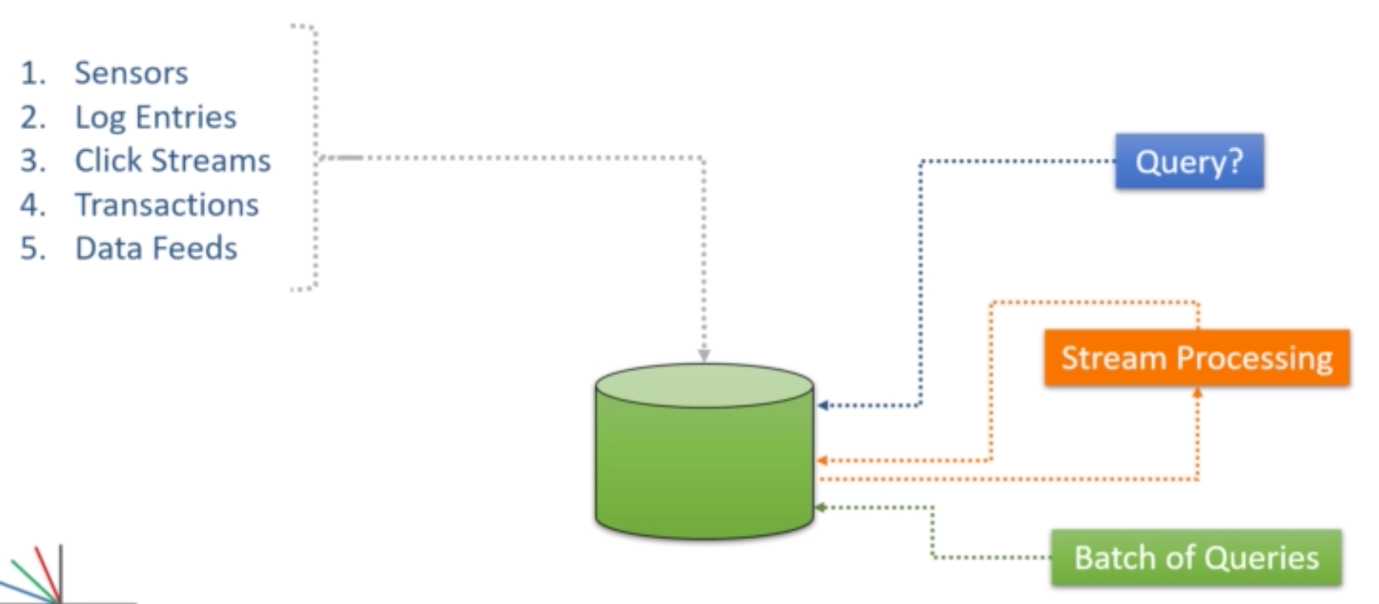 1. Sensors
2. Log Entries
3. Click Streams
4. Transactions
5. Data Feeds
Query?
Stream Processing
Batch of Queries